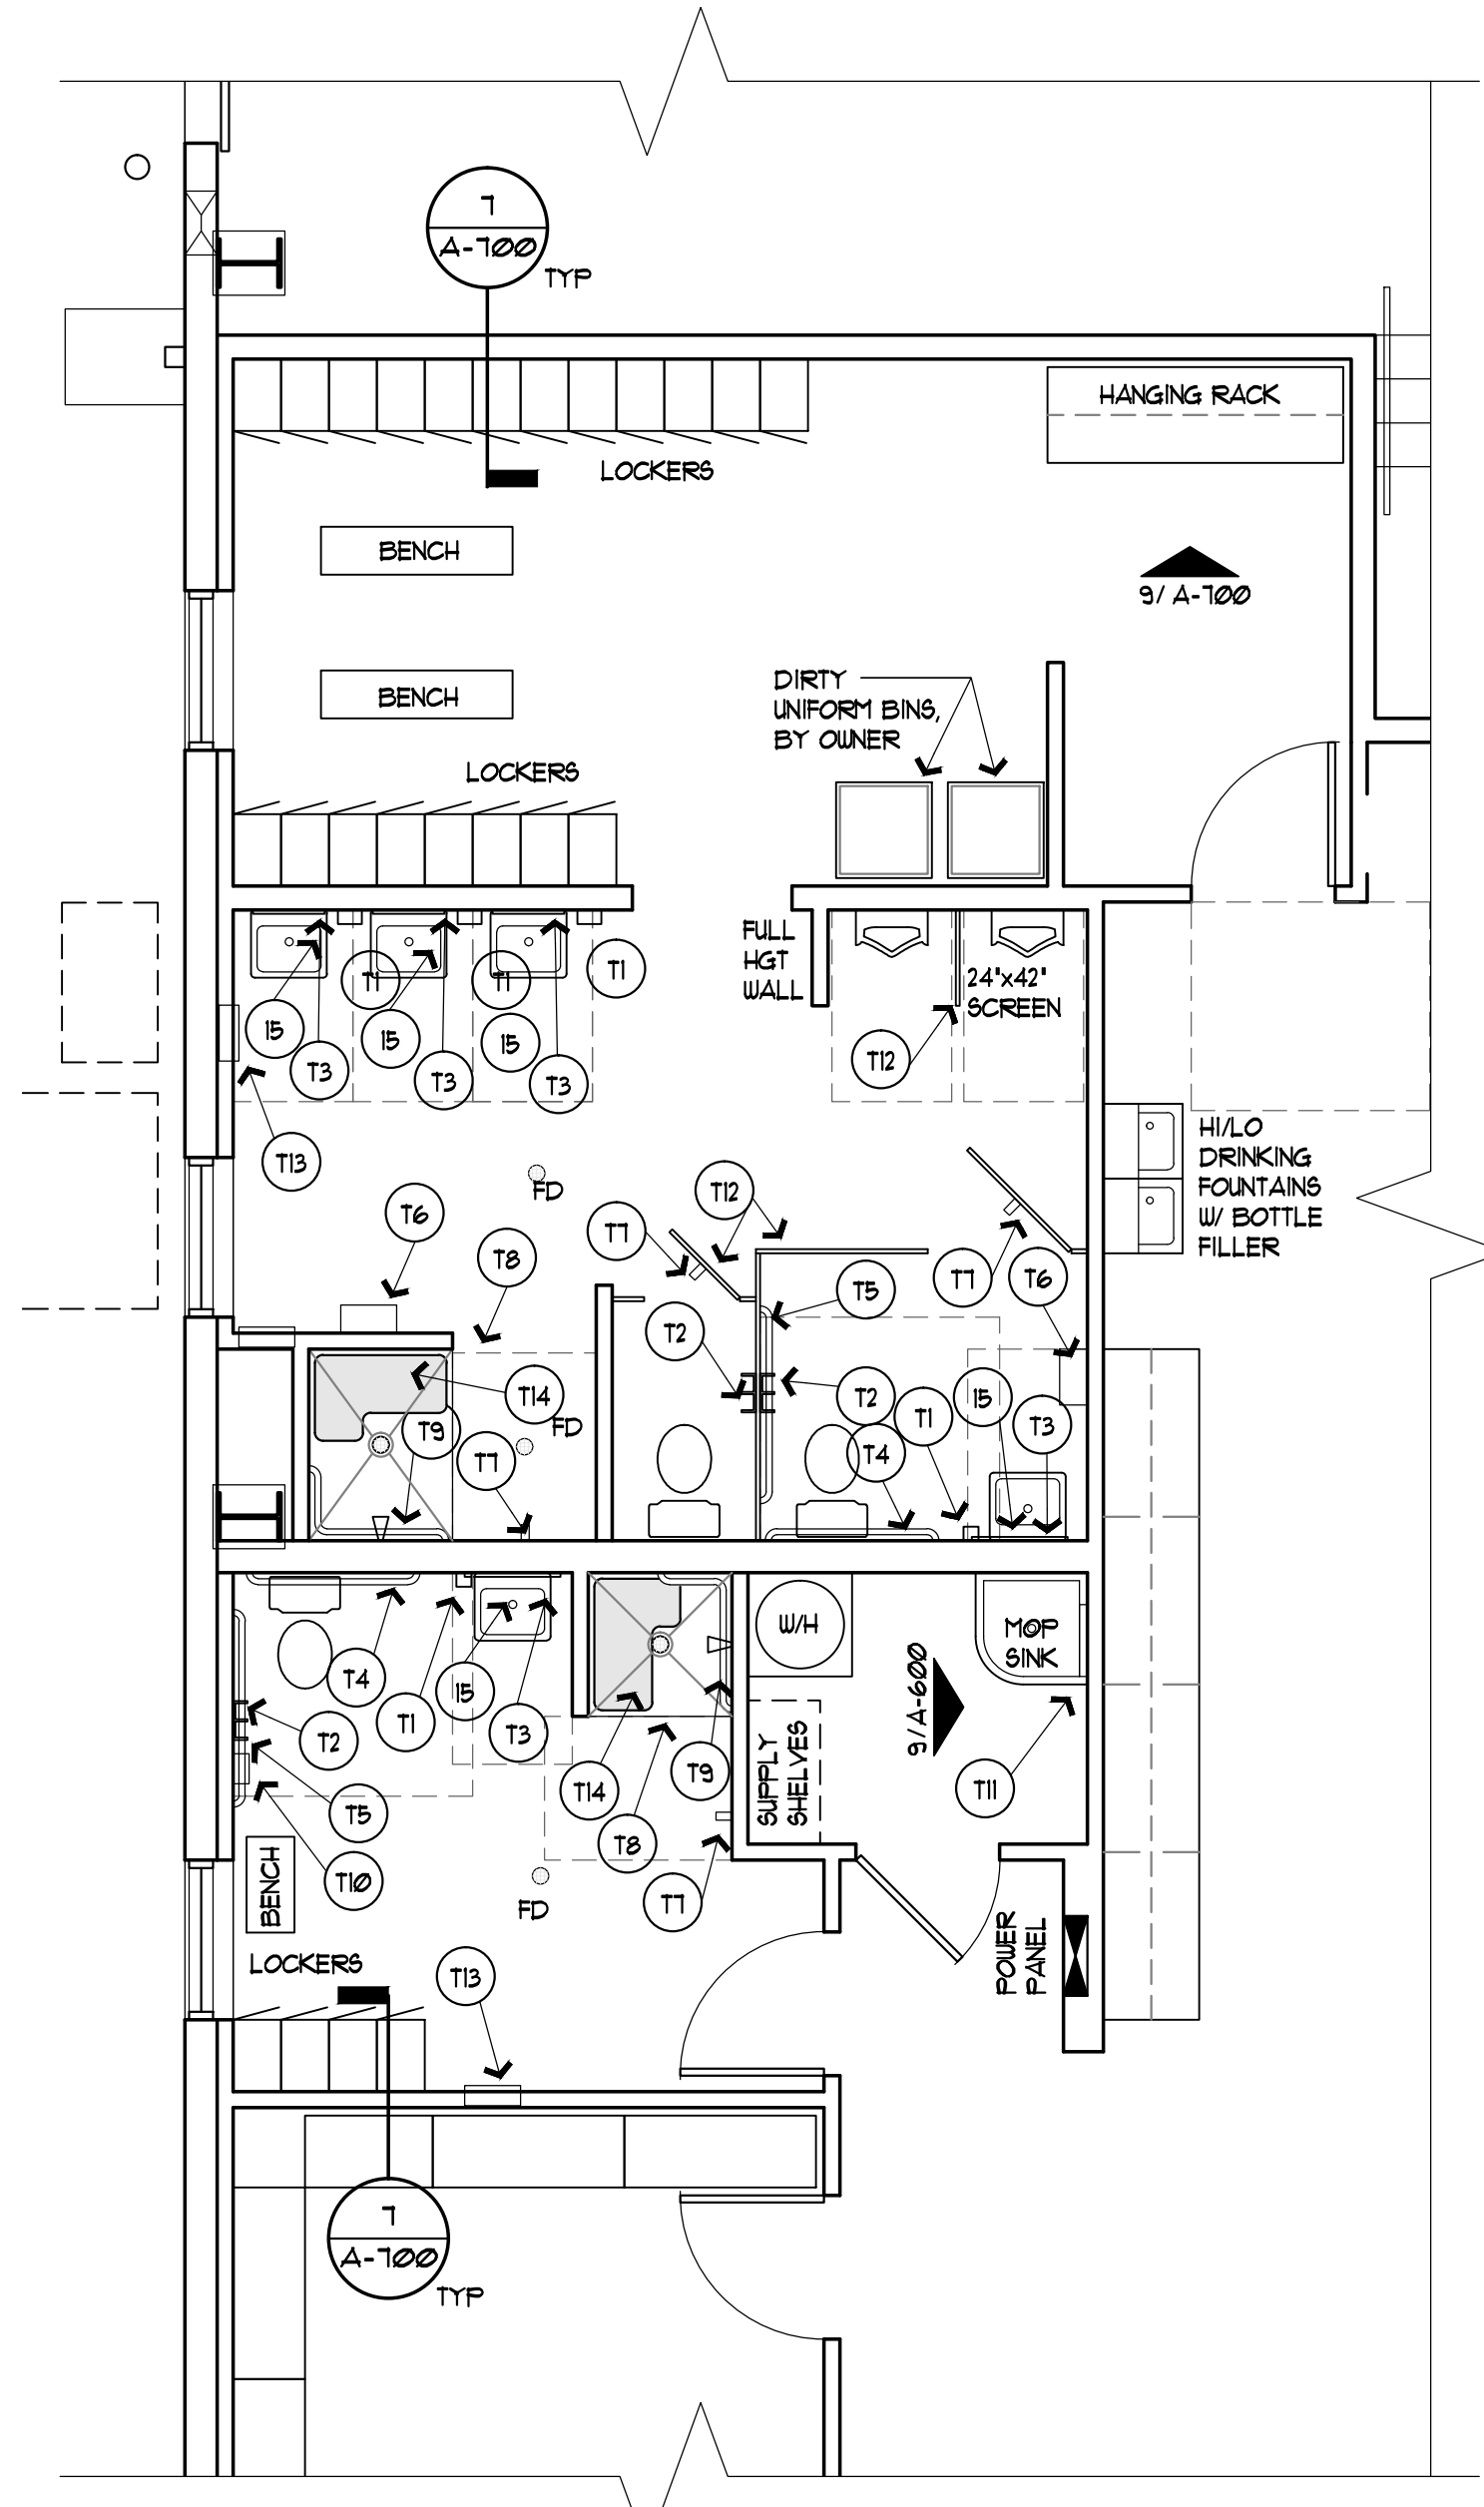 7
A-700
TYP
HANGING RACK
LOCKERS
BENCH
9/ A-700
BENCH
DIRTY
UNIFORM BINS,
BY OWNER
LOCKERS
FULL
HGT
WALL
24"x42"
SCREEN
T1
T1
T1
15
15
15
T3
T3
T3
T12
T13
FD
HI/LO
DRINKING
FOUNTAINS
W/ BOTTLE
FILLER
T6
T8
T7
T12
T5
T7
T6
T2
T14
T9
FD
T7
T2
T4
T1
15
T3
W/H
MOP
SINK
9/A-600
SUPPLY
SHELVES
T4
T1
15
T3
T2
T5
T10
T14
T9
T8
T7
T11
BENCH
FD
LOCKERS
T13
POWER
PANEL
7
A-700
TYP